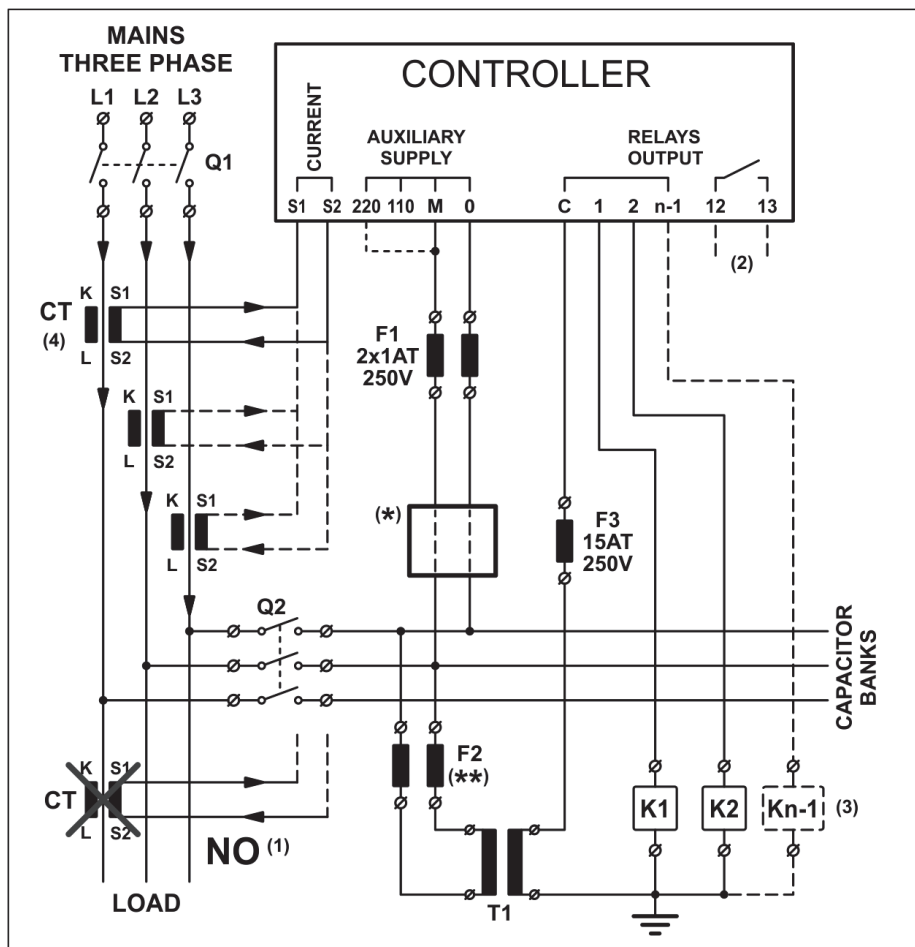 MAINS
THREE PHASE
L1 L2 L3
Q1
CONTROLLER
CURRENT
AUXILIARY
SUPPLY
RELAYS
OUTPUT
S1 S2 220 110 M 0 C 1 2 n-1 12 13
(2)
K S1
CT
(4)
L S2
F1
2x1AT
250V
K S1
L S2
K S1
L S2
(*)
F3
15AT
250V
Q2
CAPACITOR
BANKS
K S1
CT
L S2
NO (1)
F2
(**)
K1 K2 Kn-1 (3)
T1
LOAD